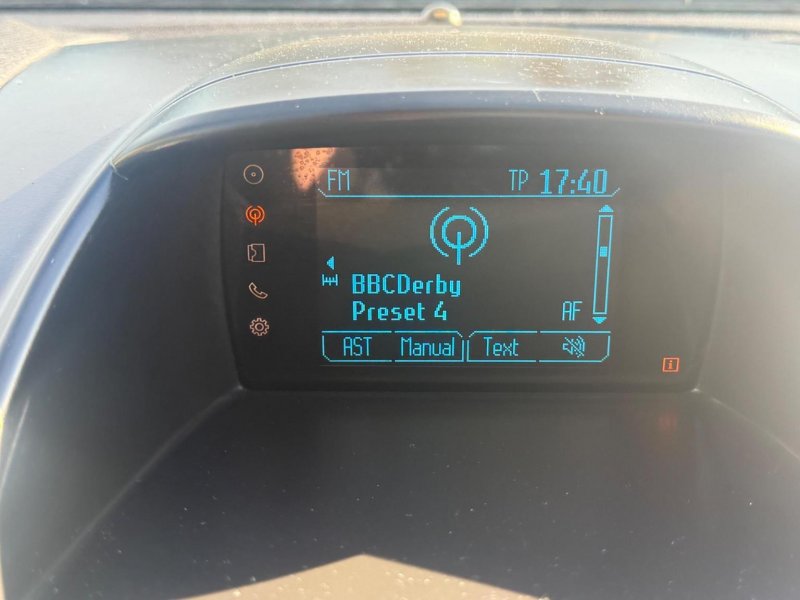 FM TP 17:40
BBCDerby
Preset 4 AF
AST Manual Text
i